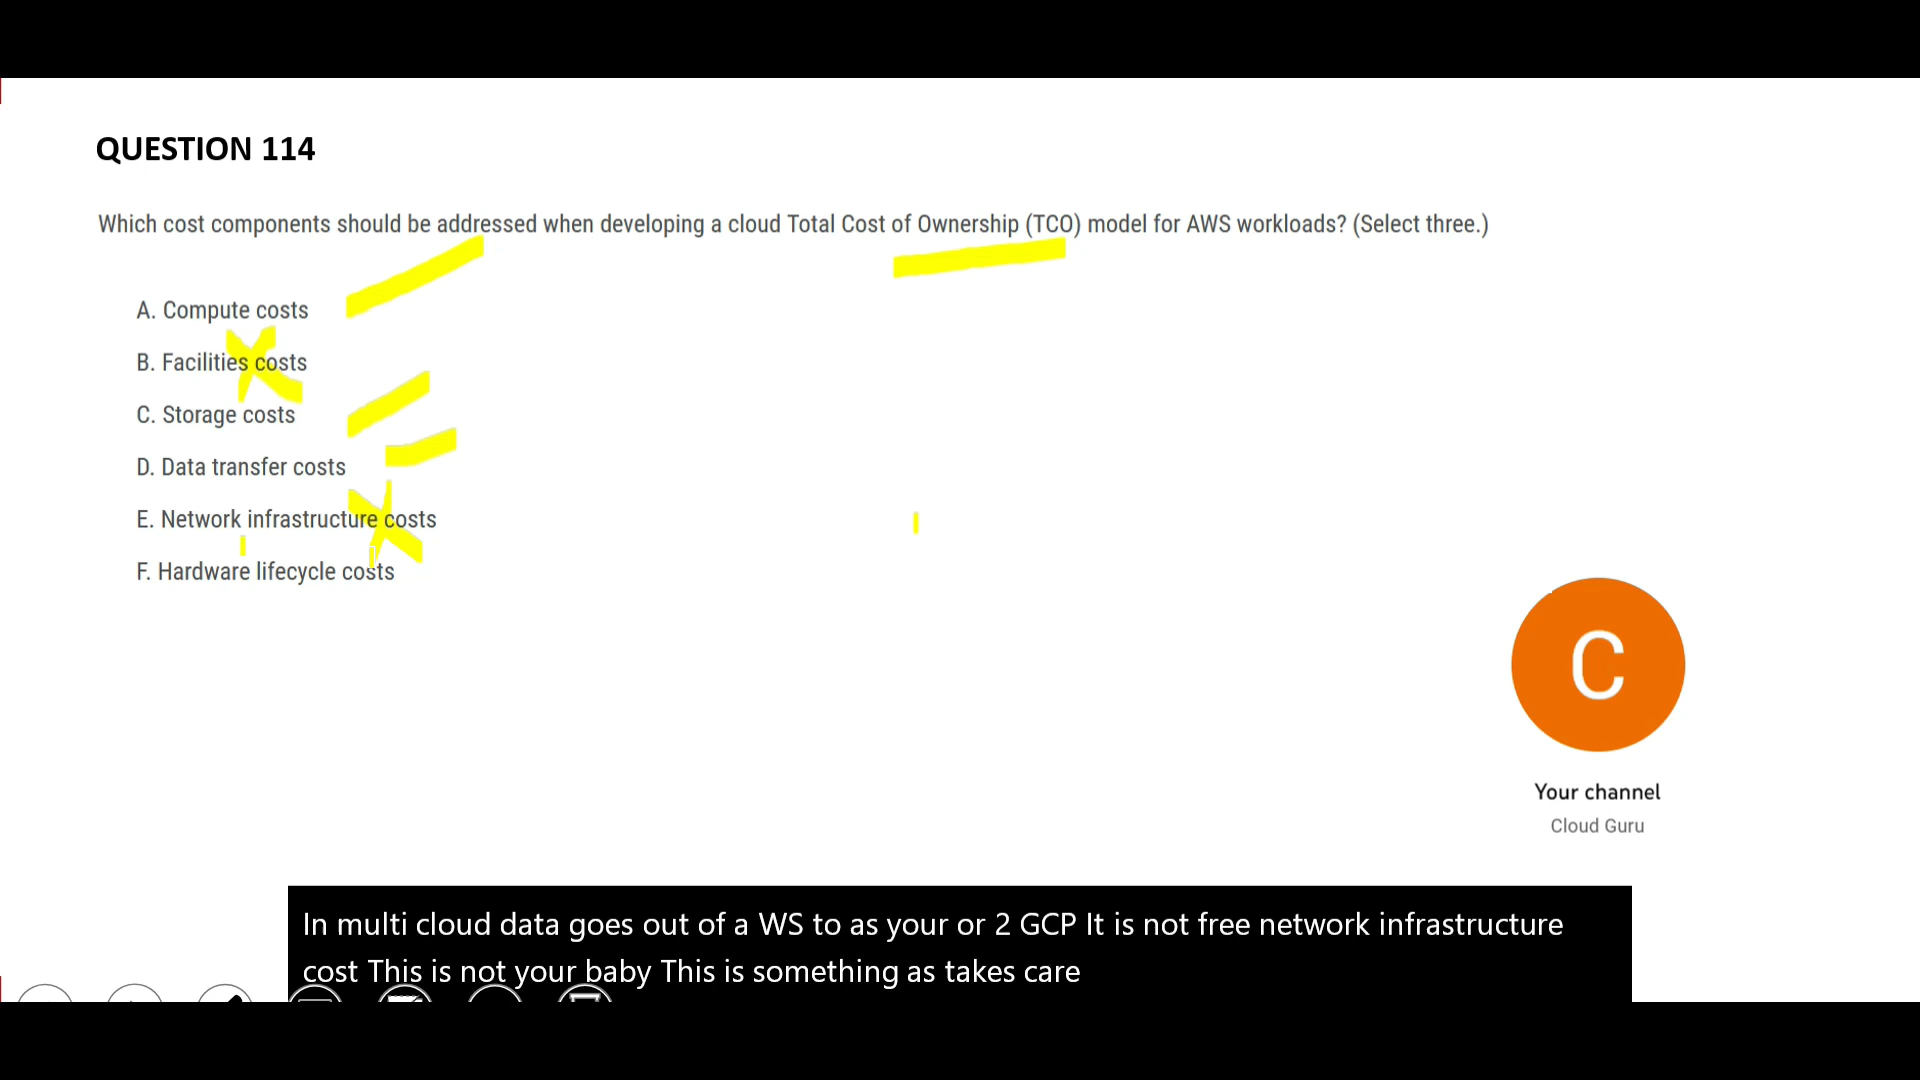 QUESTION 114
Which cost components should be addressed when developing a cloud Total Cost of Ownership (TCO) model for AWS workloads? (Select three.)
A. Compute costs
B. Facilities costs
C. Storage costs
D. Data transfer costs
E. Network infrastructure costs
F. Hardware lifecycle costs
C
Your channel
Cloud Guru
In multi cloud data goes out of a WS to as your or 2 GCP It is not free network infrastructure
cost This is not your baby This is something as takes care